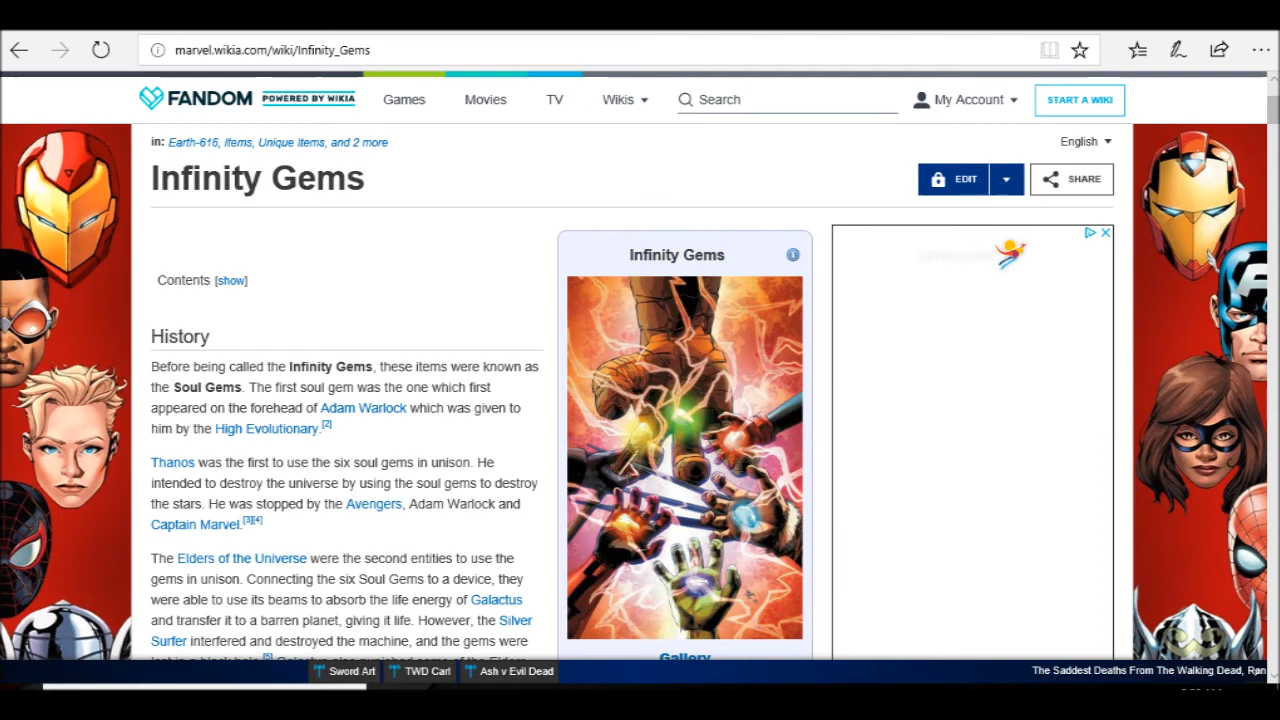 marvel.wikia.com/wiki/Infinity_Gems
FANDOM POWERED BY WIKIA Games Movies TV Wikis Search My Account START A WIKI
in: Earth-616, Items, Unique Items, and 2 more
English
Infinity Gems
EDIT SHARE
Infinity Gems
Contents [show]
History
Before being called the Infinity Gems, these items were known as
the Soul Gems. The first soul gem was the one which first
appeared on the forehead of Adam Warlock which was given to
him by the High Evolutionary.[2]
Thanos was the first to use the six soul gems in unison. He
intended to destroy the universe by using the soul gems to destroy
the stars. He was stopped by the Avengers, Adam Warlock and
Captain Marvel.[3][4]
The Elders of the Universe were the second entities to use the
gems in unison. Connecting the six Soul Gems to a device, they
were able to use its beams to absorb the life energy of Galactus
and transfer it to a barren planet, giving it life. However, the Silver
Surfer interfered and destroyed the machine, and the gems were
Gallery
Sword Art TWD Carl Ash v Evil Dead
The Saddest Deaths From The Walking Dead, Ran